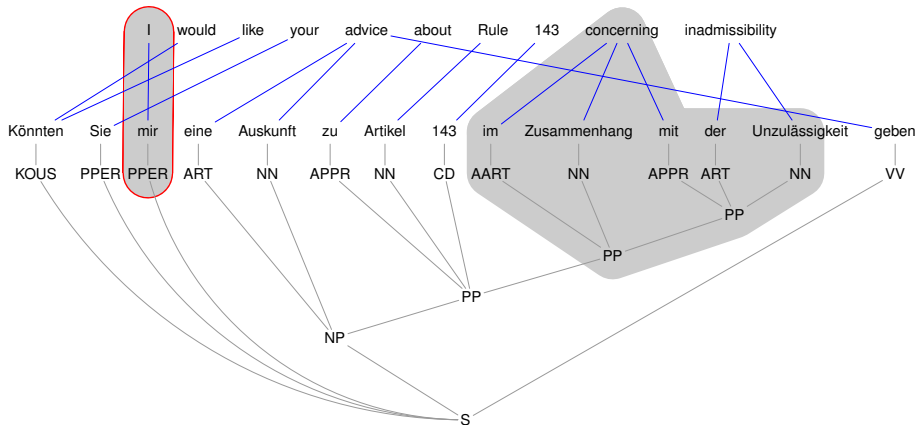 I would like your advice about Rule 143 concerning inadmissibility
Könnten Sie mir eine Auskunft zu Artikel 143 im Zusammenhang mit der Unzulässigkeit geben
KOUS PPER PPER ART NN APPR NN CD AART NN APPR ART NN VV
PP
PP
PP
NP
S